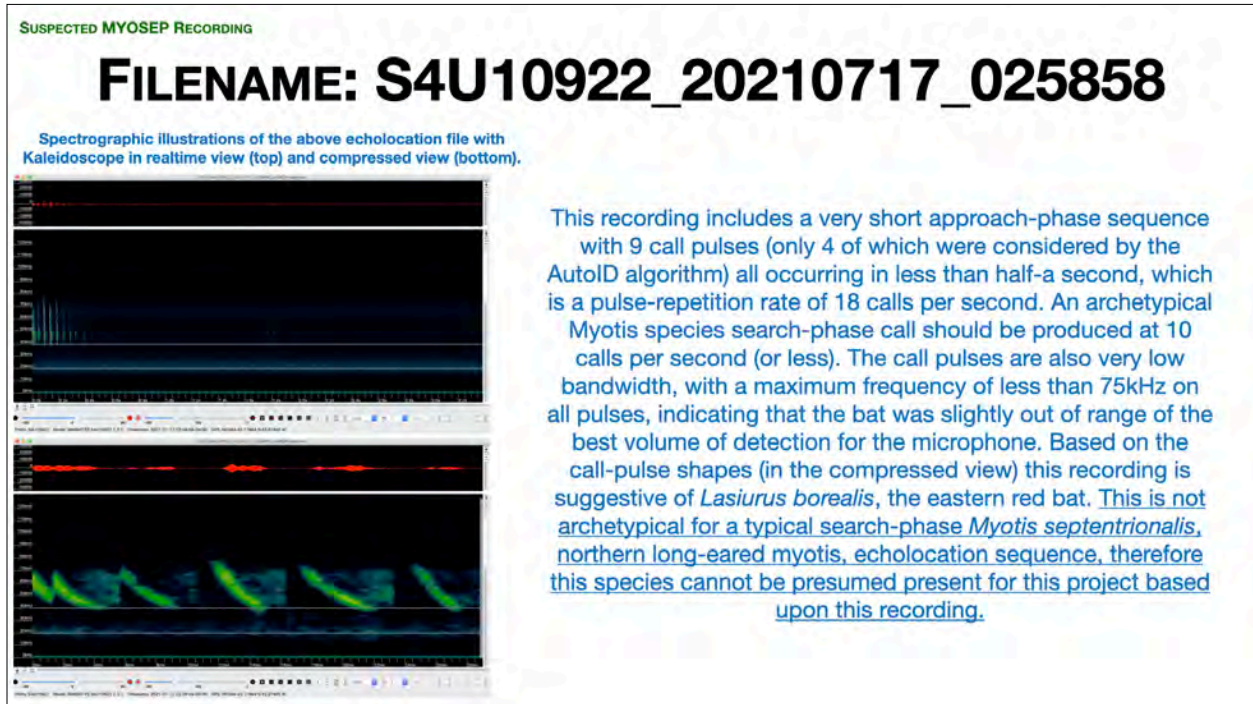 SUSPECTED MYOSEP RECORDING
FILENAME: S4U10922_20210717_025858
Spectrographic illustrations of the above echolocation file with
Kaleidoscope in realtime view (top) and compressed view (bottom).
This recording includes a very short approach-phase sequence
with 9 call pulses (only 4 of which were considered by the
AutoID algorithm) all occurring in less than half-a second, which
is a pulse-repetition rate of 18 calls per second. An archetypical
Myotis species search-phase call should be produced at 10
calls per second (or less). The call pulses are also very low
bandwidth, with a maximum frequency of less than 75kHz on
all pulses, indicating that the bat was slightly out of range of the
best volume of detection for the microphone. Based on the
call-pulse shapes (in the compressed view) this recording is
suggestive of Lasiurus borealis, the eastern red bat. This is not
archetypical for a typical search-phase Myotis septentrionalis,
northern long-eared myotis, echolocation sequence, therefore
this species cannot be presumed present for this project based
upon this recording.